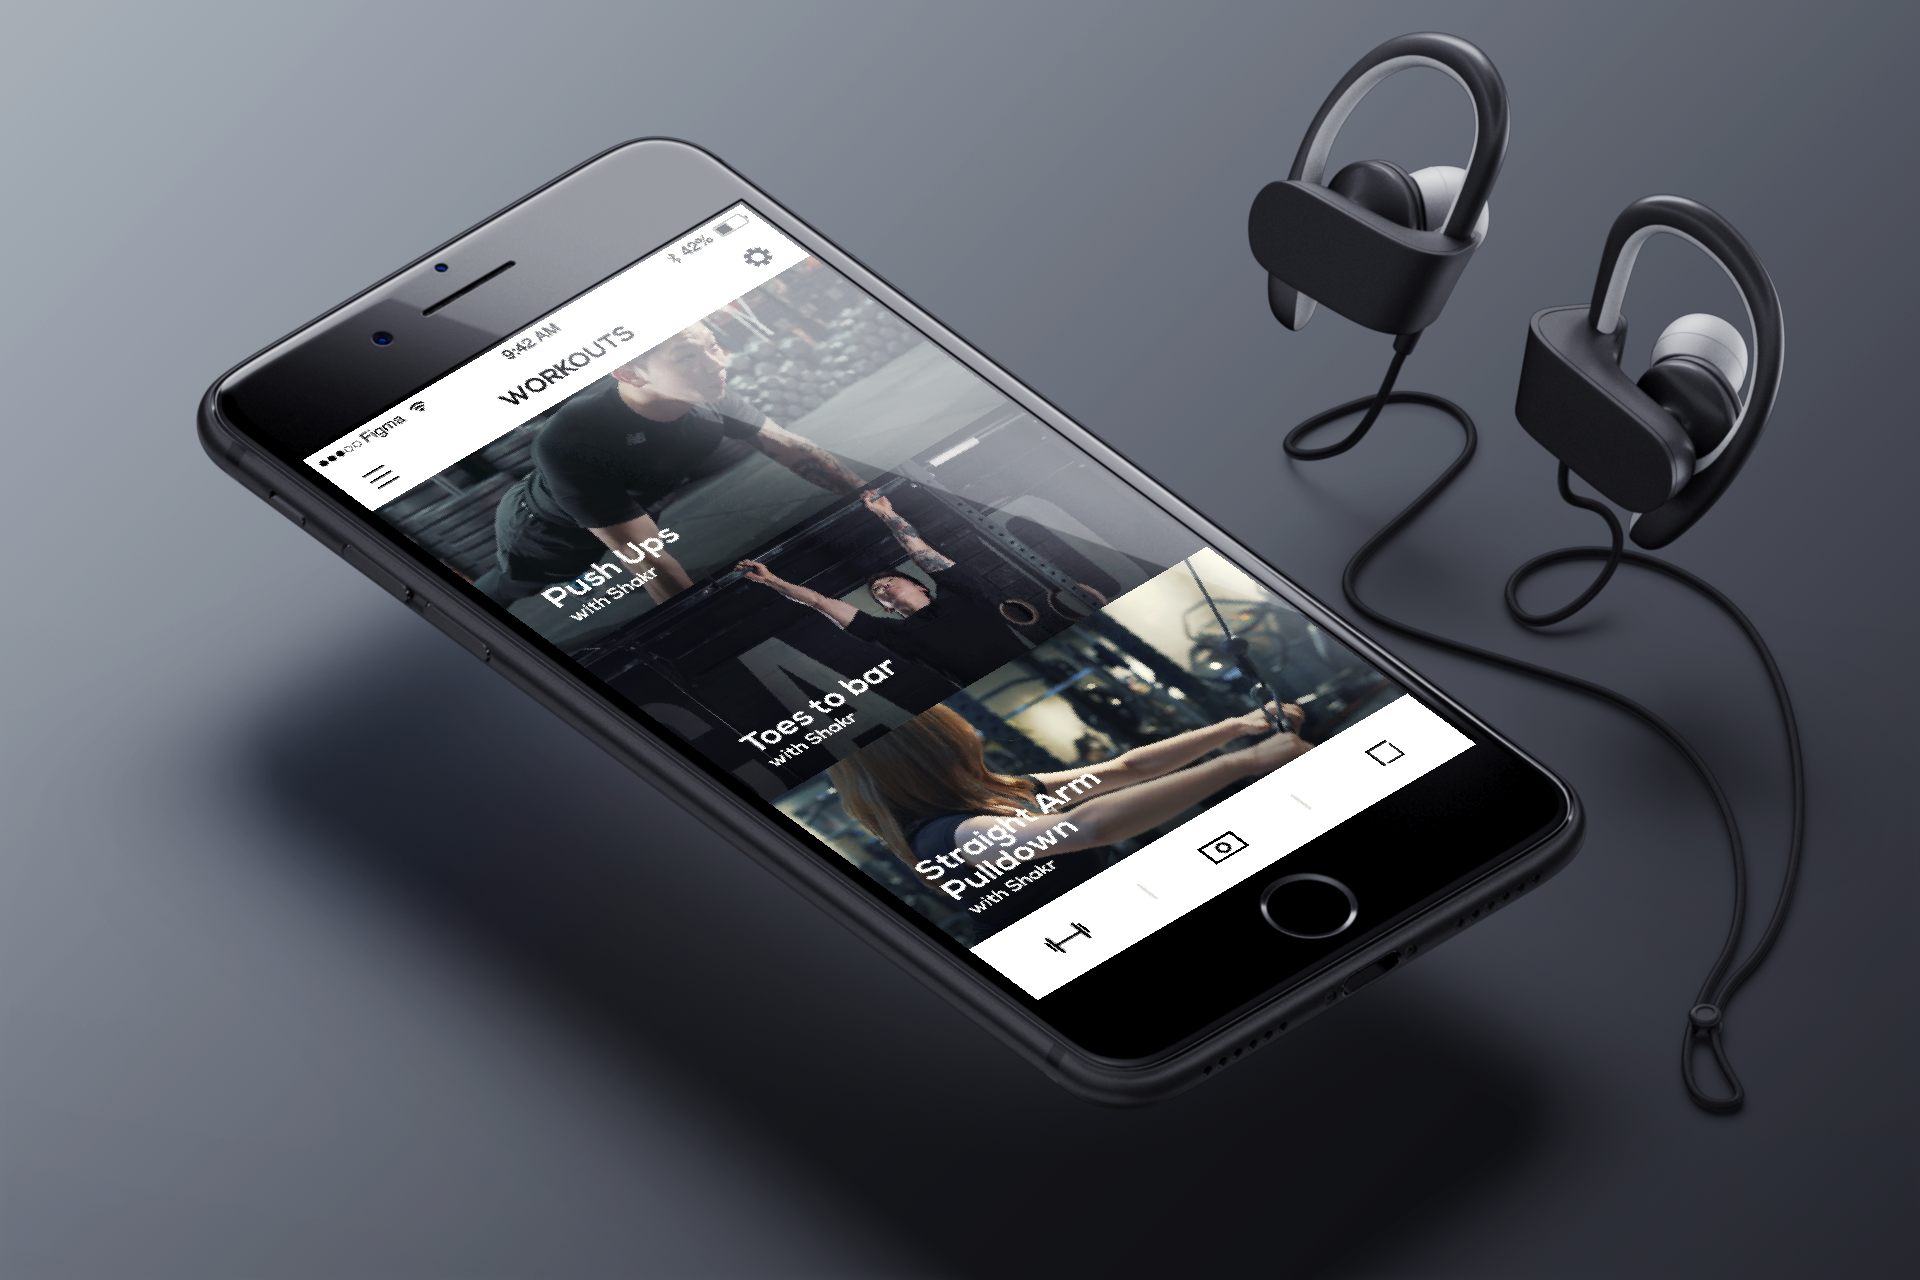 ●●●○○ Figma 9:42 AM 42%
WORKOUTS
NB
Push Ups
with Shakr
Toes to bar
with Shakr
Straight Arm
Pulldown
with Shakr